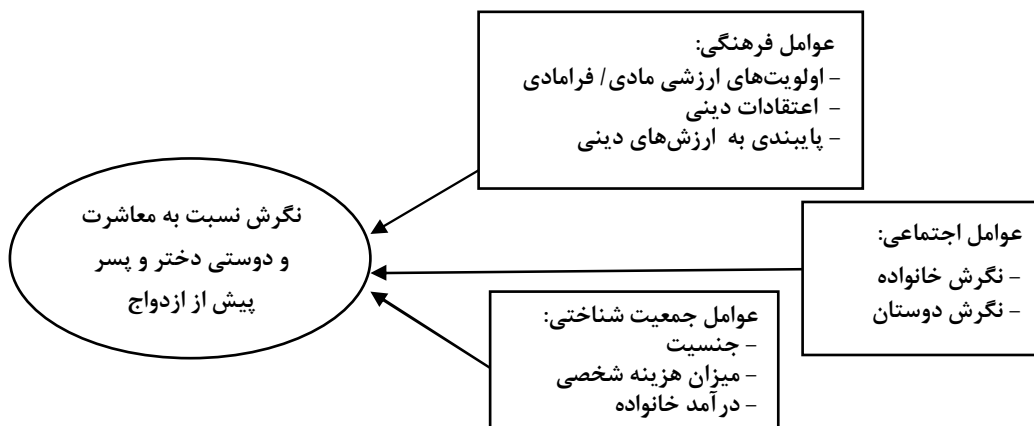 عوامل فرهنگی:
– اولویت‌های ارزشی مادی/ فرامادی
– اعتقادات دینی
– پایبندی به ارزش‌های دینی
نگرش نسبت به معاشرت
و دوستی دختر و پسر
پیش از ازدواج
عوامل اجتماعی:
– نگرش خانواده
– نگرش دوستان
عوامل جمعیت شناختی:
– جنسیت
– میزان هزینه شخصی
– درآمد خانواده